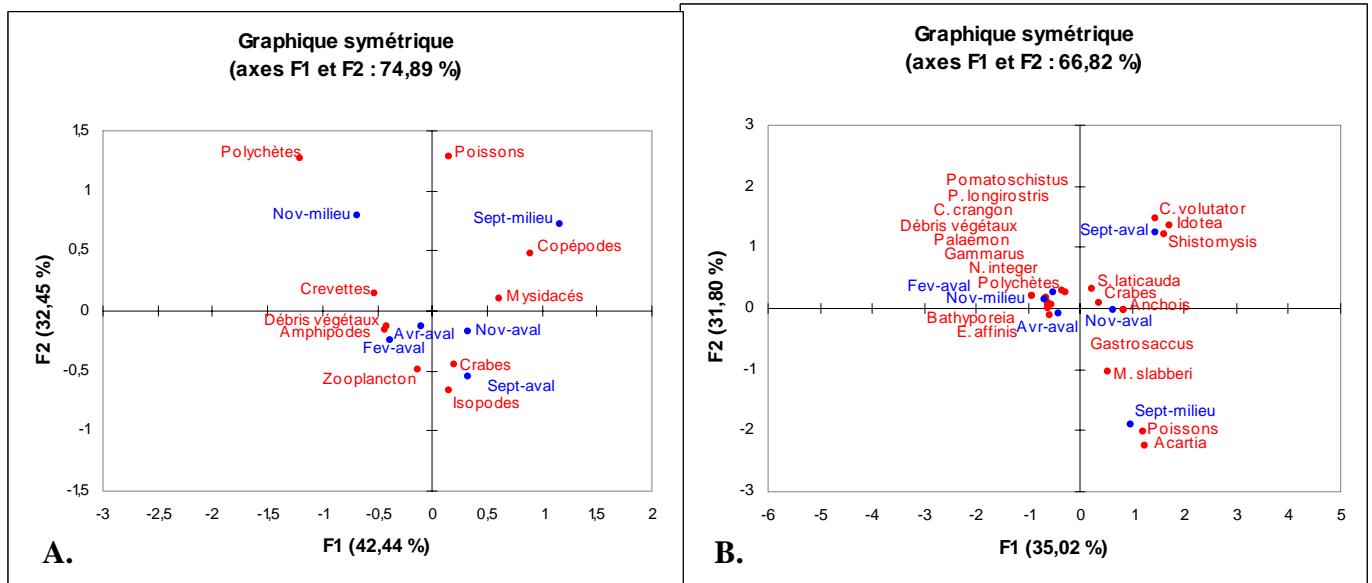 Graphique symétrique
(axes F1 et F2 : 74,89 %)
1,5
Polychètes
Poissons
1
Nov-milieu
Sept-milieu
0,5
Copépodes
Crevettes
Mysidacés
0
Débris végétaux
Amphipodes
Avr-aval
Nov-aval
Fev-aval
Zooplancton
Crabes
-0,5
Sept-aval
Isopodes
-1
-1,5
-3 -2,5 -2 -1,5 -1 -0,5 0 0,5 1 1,5 2
F2 (32,45 %)
F1 (42,44 %)
A.
Graphique symétrique
(axes F1 et F2 : 66,82 %)
3
2
Pomatoschistus
P. longirostris
C. crangon
C. volutator
Débris végétaux
Idotea
Sept-aval
Palaemon
Shistomysis
1
Gammarus
N. integer
Fev-aval
Polychètes
S. laticauda
Nov-milieu
Crabes
Anchois
0
Bathyporeia
E. affinis
Avr-aval
Nov-aval
Gastrosaccus
-1
M. slabberi
Sept-milieu
-2
Poissons
Acartia
-3
-6 -5 -4 -3 -2 -1 0 1 2 3 4 5
F2 (31,80 %)
F1 (35,02 %)
B.